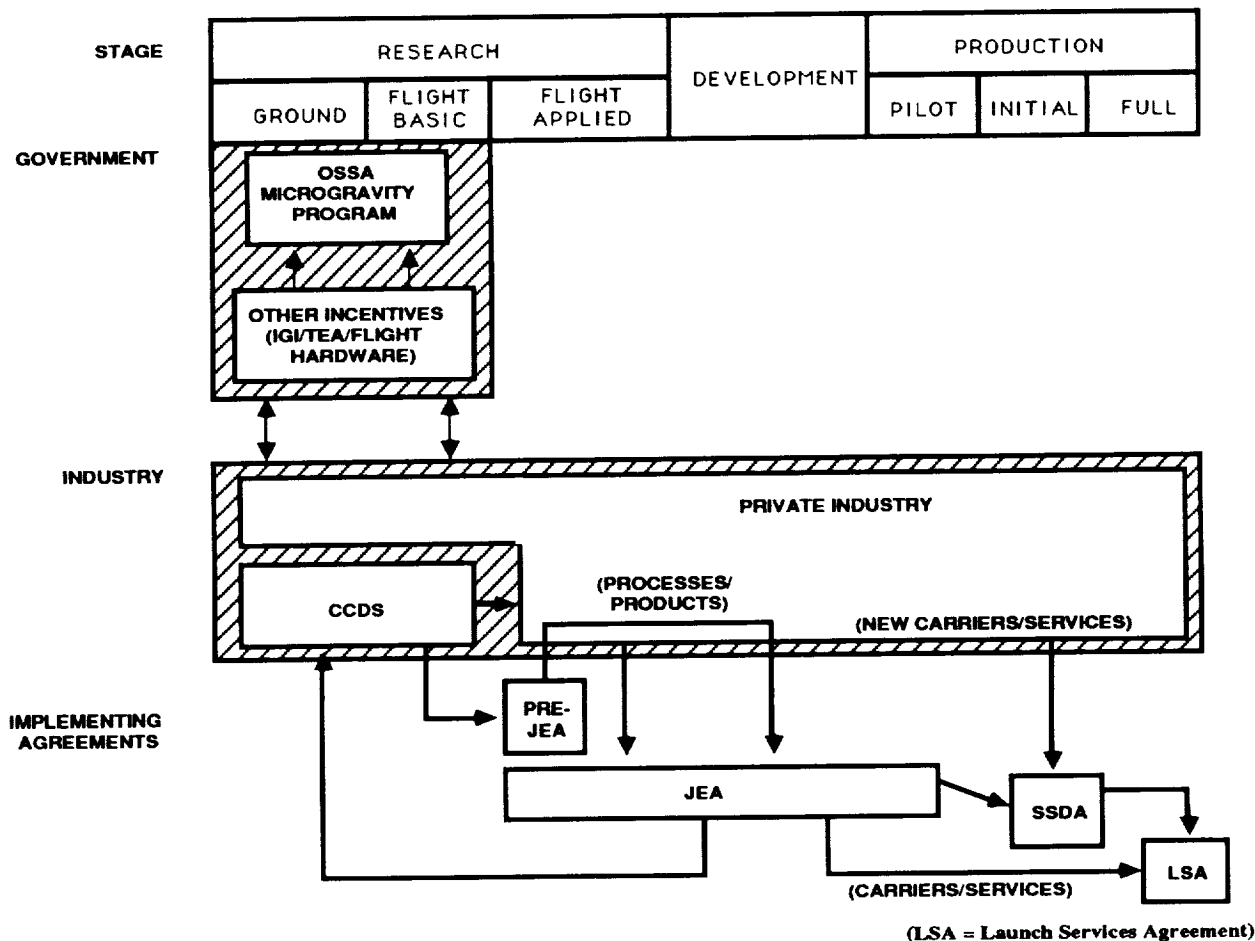 STAGE
RESEARCH
DEVELOPMENT
PRODUCTION
GROUND
FLIGHT
BASIC
FLIGHT
APPLIED
PILOT
INITIAL
FULL
GOVERNMENT
OSSA
MICROGRAVITY
PROGRAM
OTHER INCENTIVES
(IGI/TEA/FLIGHT
HARDWARE)
INDUSTRY
PRIVATE INDUSTRY
CCDS
(PROCESSES/
PRODUCTS)
(NEW CARRIERS/SERVICES)
IMPLEMENTING
AGREEMENTS
PRE-
JEA
JEA
SSDA
LSA
(CARRIERS/SERVICES)
(LSA = Launch Services Agreement)